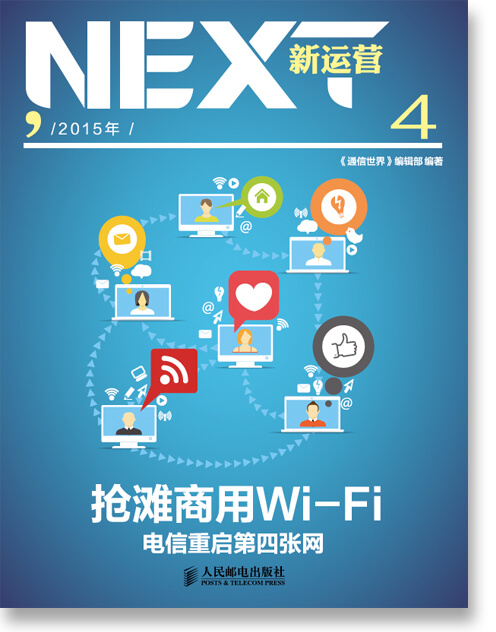 NEXT
新运营
,
/2015年/
4
《通信世界》编辑部 编著
@
@
@
抢滩商用Wi-Fi
电信重启第四张网
人民邮电出版社
POSTS & TELECOM PRESS